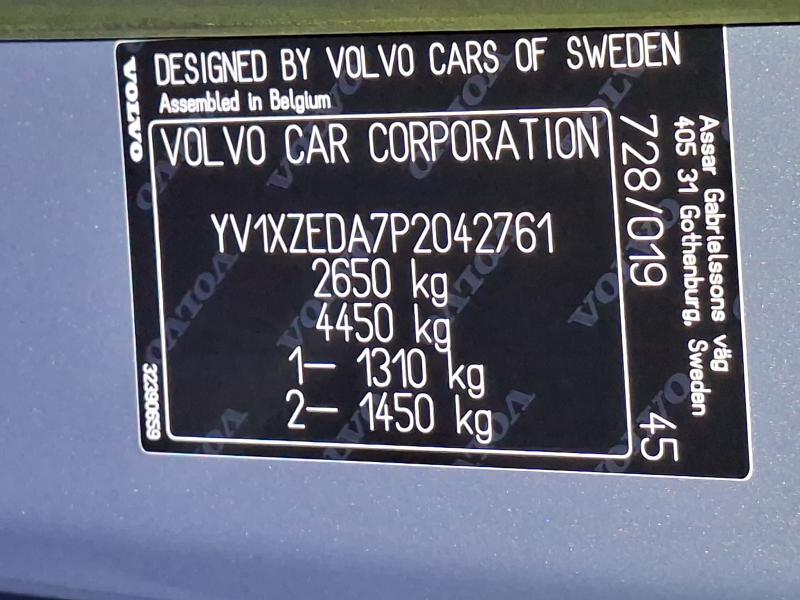 DESIGNED BY VOLVO CARS OF SWEDEN
Assembled in Belgium
VOLVO
VOLVO CAR CORPORATION
YV1XZEDA7P2042761
2650 kg
4450 kg
1– 1310 kg
2– 1450 kg
32390659
728/019
45
Assar Gabrielssons väg
405 31 Gothenburg, Sweden